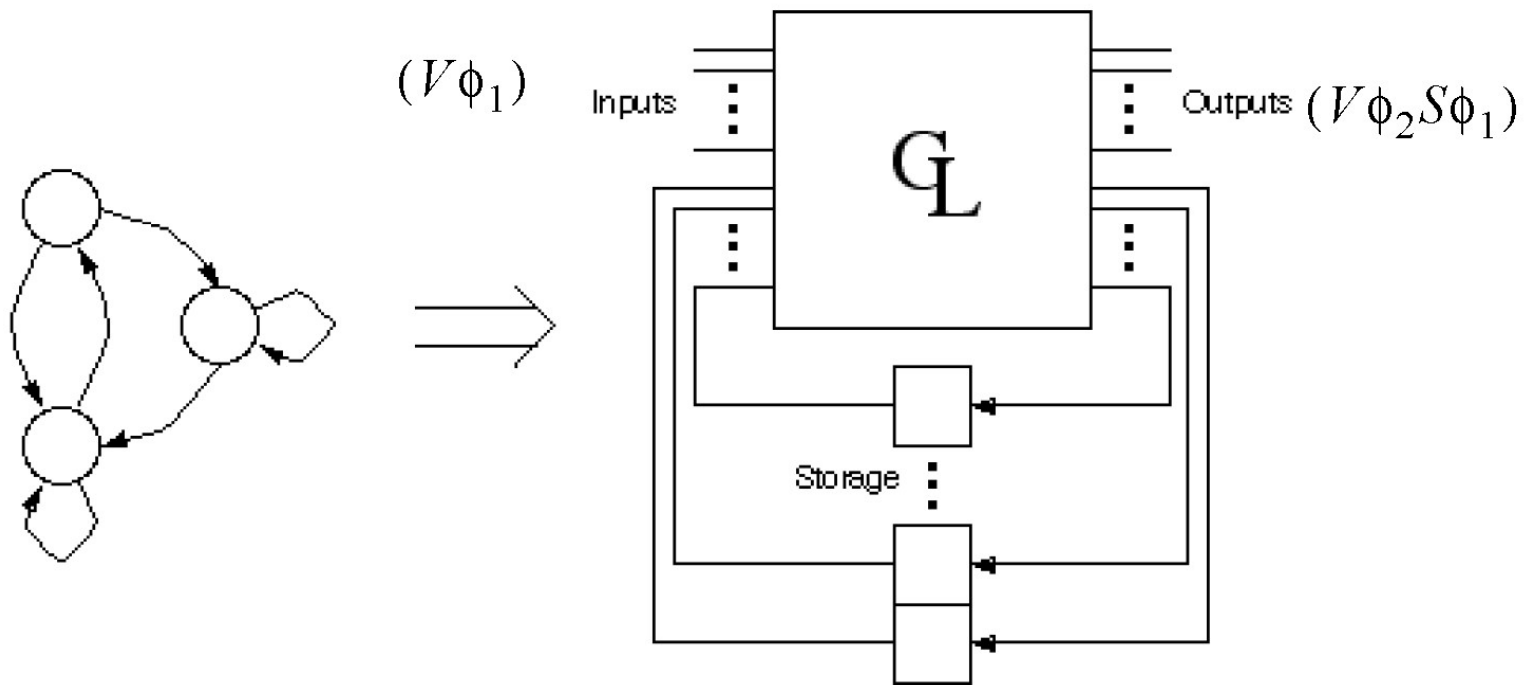 (Vϕ₁)
Inputs
Outputs (Vϕ₂Sϕ₁)
CL
Storage